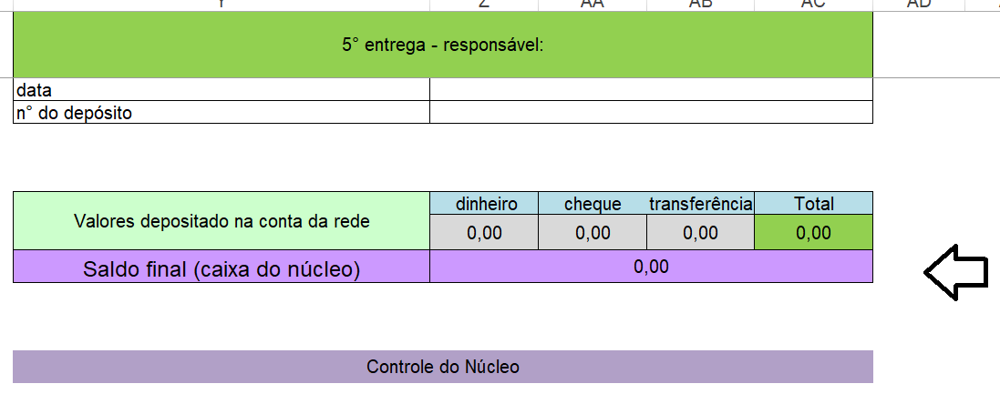 Y Z AA AB AC AD
5° entrega - responsável:
data
n° do depósito
dinheiro cheque transferência Total
Valores depositado na conta da rede
0,00 0,00 0,00 0,00
Saldo final (caixa do núcleo) 0,00
Controle do Núcleo